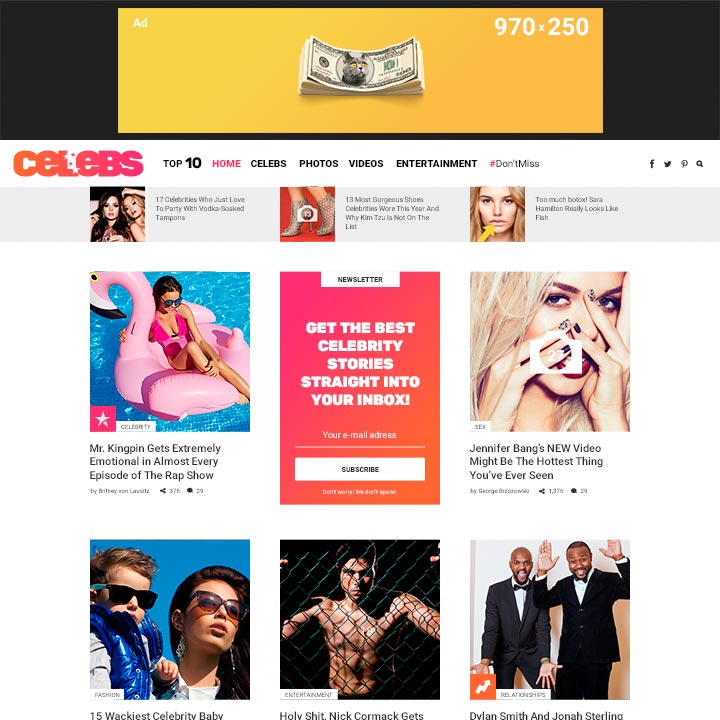 Ad
970 x 250
CELEBS
TOP 10
HOME
CELEBS
PHOTOS
VIDEOS
ENTERTAINMENT
#Don'tMiss
17 Celebrities Who Just Love
To Party With Vodka-Soaked
Tampons
13 Most Gorgeous Shoes
Celebrities Wore This Year And
Why Kim Tzu Is Not On The
List
Too much botox! Sara
Hamilton Really Looks Like
Fish
CELEBRITY
Mr. Kingpin Gets Extremely
Emotional in Almost Every
Episode of The Rap Show
by Britney von Lausitz 376 29
NEWSLETTER
GET THE BEST
CELEBRITY
STORIES
STRAIGHT INTO
YOUR INBOX!
Your e-mail adress
SUBSCRIBE
Don't worry! We don't spam!
SEX
Jennifer Bang's NEW Video
Might Be The Hottest Thing
You've Ever Seen
by George Brzozowski 1,376 29
FASHION
15 Wackiest Celebrity Baby
ENTERTAINMENT
Holy Shit, Nick Cormack Gets
RELATIONSHIPS
Dylan Smith And Jonah Sterling